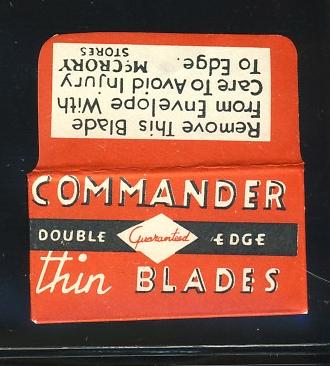 Remove This Blade
From Envelope With
Care To Avoid Injury
To Edge. McCRORY
STORES
COMMANDER
DOUBLE Guaranteed EDGE
thin BLADES